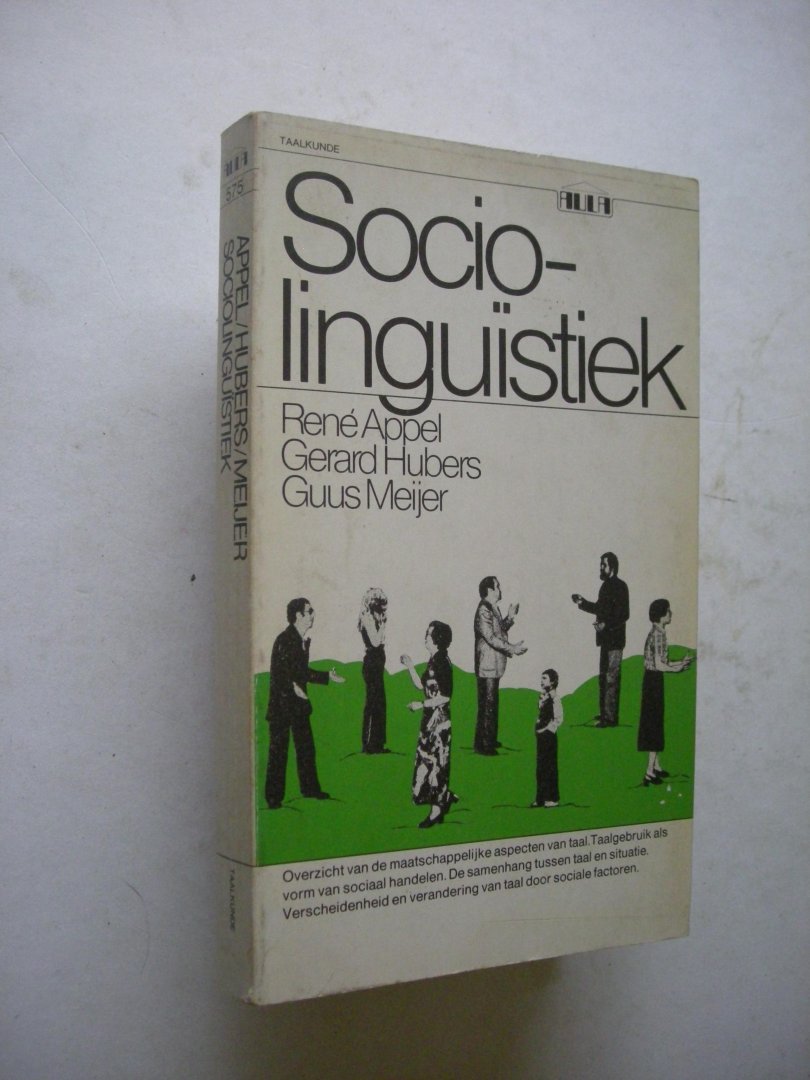 TAALKUNDE
AULA
Socio-
linguïstiek
René Appel
Gerard Hubers
Guus Meijer
Overzicht van de maatschappelijke aspecten van taal. Taalgebruik als
vorm van sociaal handelen. De samenhang tussen taal en situatie.
Verscheidenheid en verandering van taal door sociale factoren.
AULA
575
APPEL/HUBERS/MEIJER
SOCIOLINGUÏSTIEK
TAALKUNDE